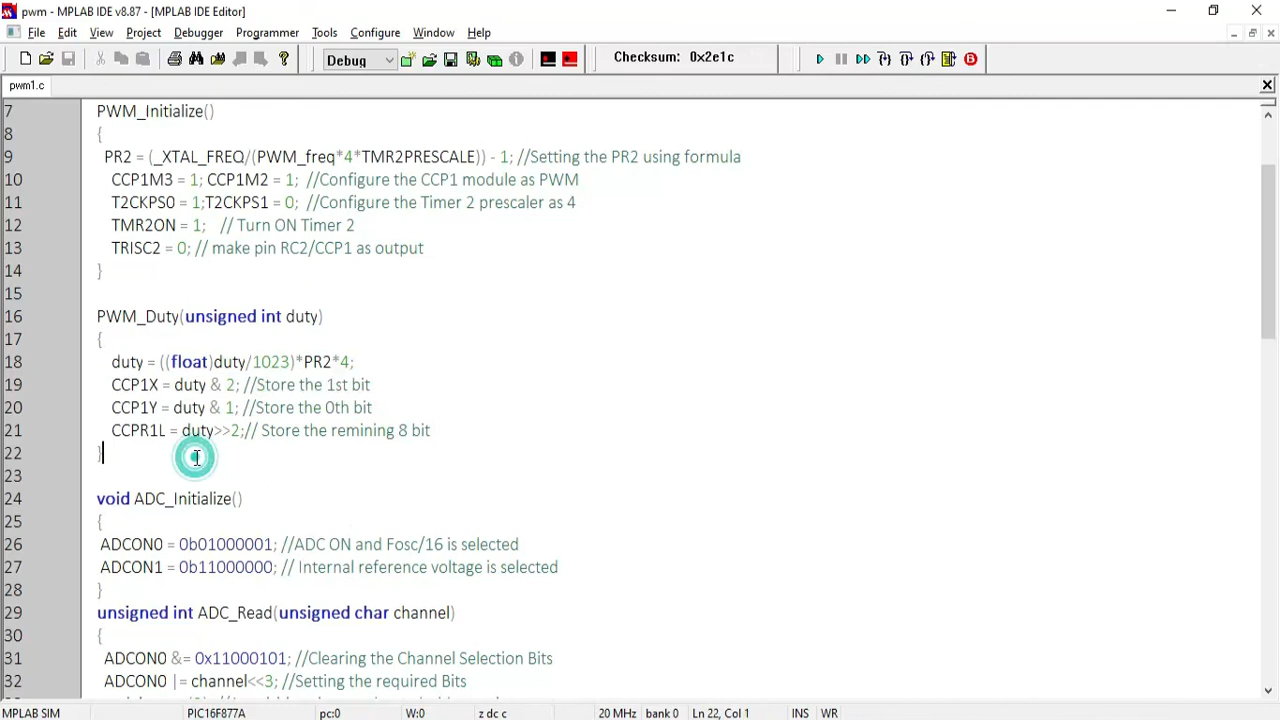 pwm - MPLAB IDE v8.87 - [MPLAB IDE Editor]
File Edit View Project Debugger Programmer Tools Configure Window Help
Debug Checksum: 0x2e1c
pwm1.c
7 PWM_Initialize()
8 {
9 PR2 = (_XTAL_FREQ/(PWM_freq*4*TMR2PRESCALE)) - 1; //Setting the PR2 using formula
10 CCP1M3 = 1; CCP1M2 = 1; //Configure the CCP1 module as PWM
11 T2CKPS0 = 1;T2CKPS1 = 0; //Configure the Timer 2 prescaler as 4
12 TMR2ON = 1; // Turn ON Timer 2
13 TRISC2 = 0; // make pin RC2/CCP1 as output
14 }
15
16 PWM_Duty(unsigned int duty)
17 {
18 duty = ((float)duty/1023)*PR2*4;
19 CCP1X = duty & 2; //Store the 1st bit
20 CCP1Y = duty & 1; //Store the 0th bit
21 CCPR1L = duty>>2;// Store the remining 8 bit
22 }
23
24 void ADC_Initialize()
25 {
26 ADCON0 = 0b01000001; //ADC ON and Fosc/16 is selected
27 ADCON1 = 0b11000000; // Internal reference voltage is selected
28 }
29 unsigned int ADC_Read(unsigned char channel)
30 {
31 ADCON0 &= 0x11000101; //Clearing the Channel Selection Bits
32 ADCON0 |= channel<<3; //Setting the required Bits
MPLAB SIM PIC16F877A pc:0 W:0 z dc c 20 MHz bank 0 Ln 22, Col 1 INS WR